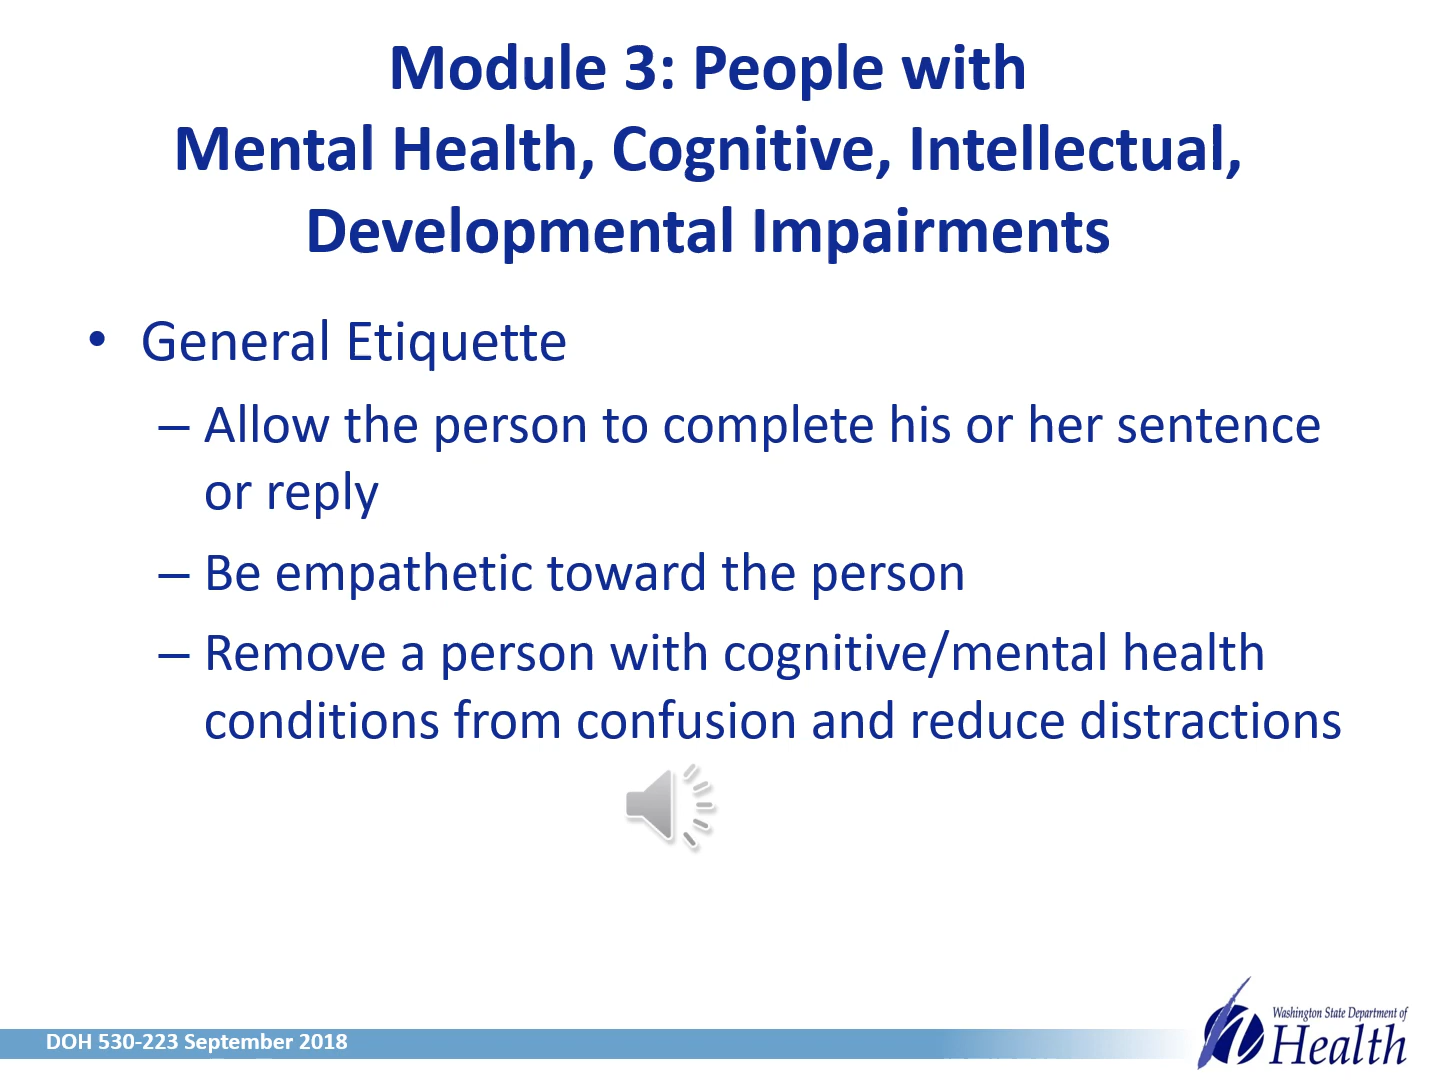 Module 3: People with
Mental Health, Cognitive, Intellectual,
Developmental Impairments
• General Etiquette
– Allow the person to complete his or her sentence
or reply
– Be empathetic toward the person
– Remove a person with cognitive/mental health
conditions from confusion and reduce distractions
DOH 530-223 September 2018
Washington State Department of
Health